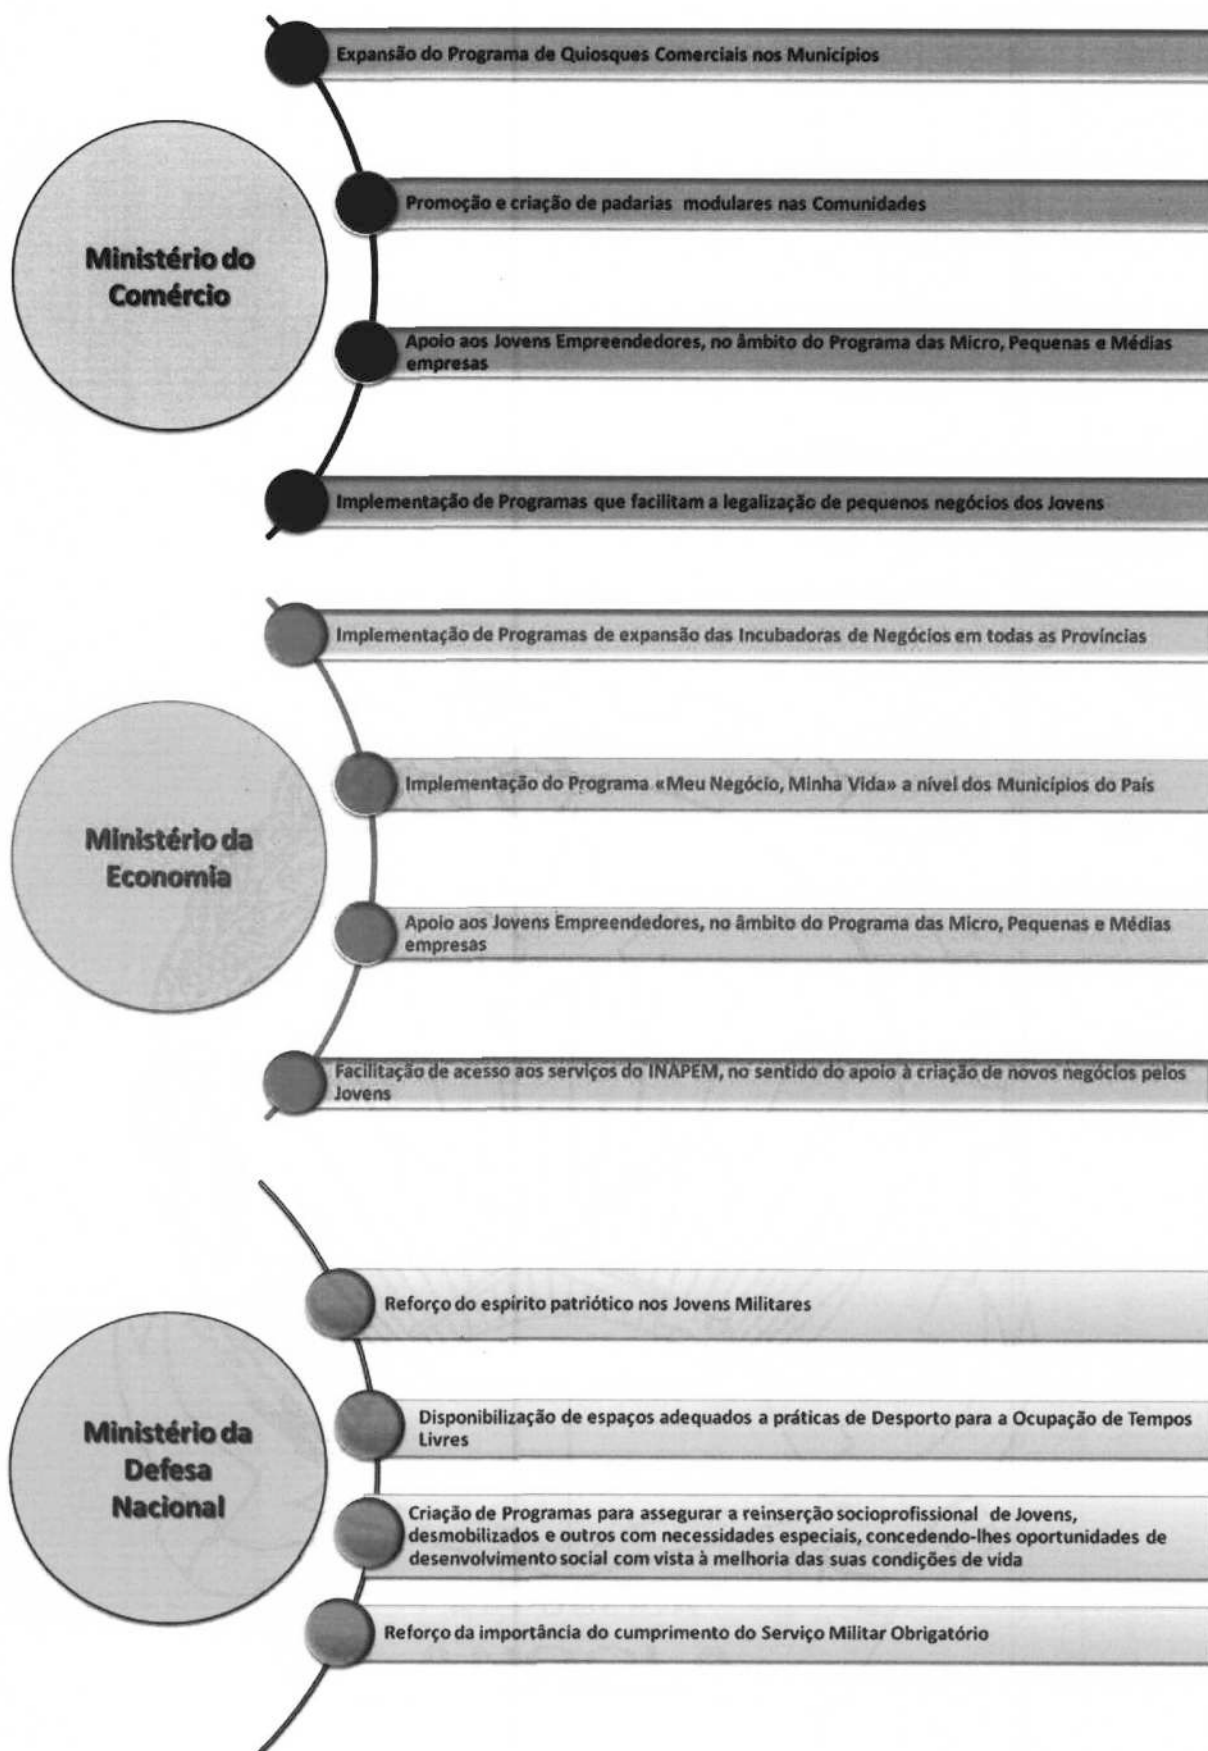 Expansão do Programa de Quiosques Comerciais nos Municípios
Promoção e criação de padarias modulares nas Comunidades
Ministério do
Comércio
Apoio aos Jovens Empreendedores, no âmbito do Programa das Micro, Pequenas e Médias
empresas
Implementação de Programas que facilitam a legalização de pequenos negócios dos Jovens
Implementação de Programas de expansão das Incubadoras de Negócios em todas as Províncias
Implementação do Programa «Meu Negócio, Minha Vida» a nível dos Municípios do País
Ministério da
Economia
Apoio aos Jovens Empreendedores, no âmbito do Programa das Micro, Pequenas e Médias
empresas
Facilitação de acesso aos serviços do INAPEM, no sentido do apoio à criação de novos negócios pelos
Jovens
Reforço do espírito patriótico nos Jovens Militares
Disponibilização de espaços adequados a práticas de Desporto para a Ocupação de Tempos
Livres
Ministério da
Defesa
Nacional
Criação de Programas para assegurar a reinserção socioprofissional de Jovens,
desmobilizados e outros com necessidades especiais, concedendo-lhes oportunidades de
desenvolvimento social com vista à melhoria das suas condições de vida
Reforço da importância do cumprimento do Serviço Militar Obrigatório